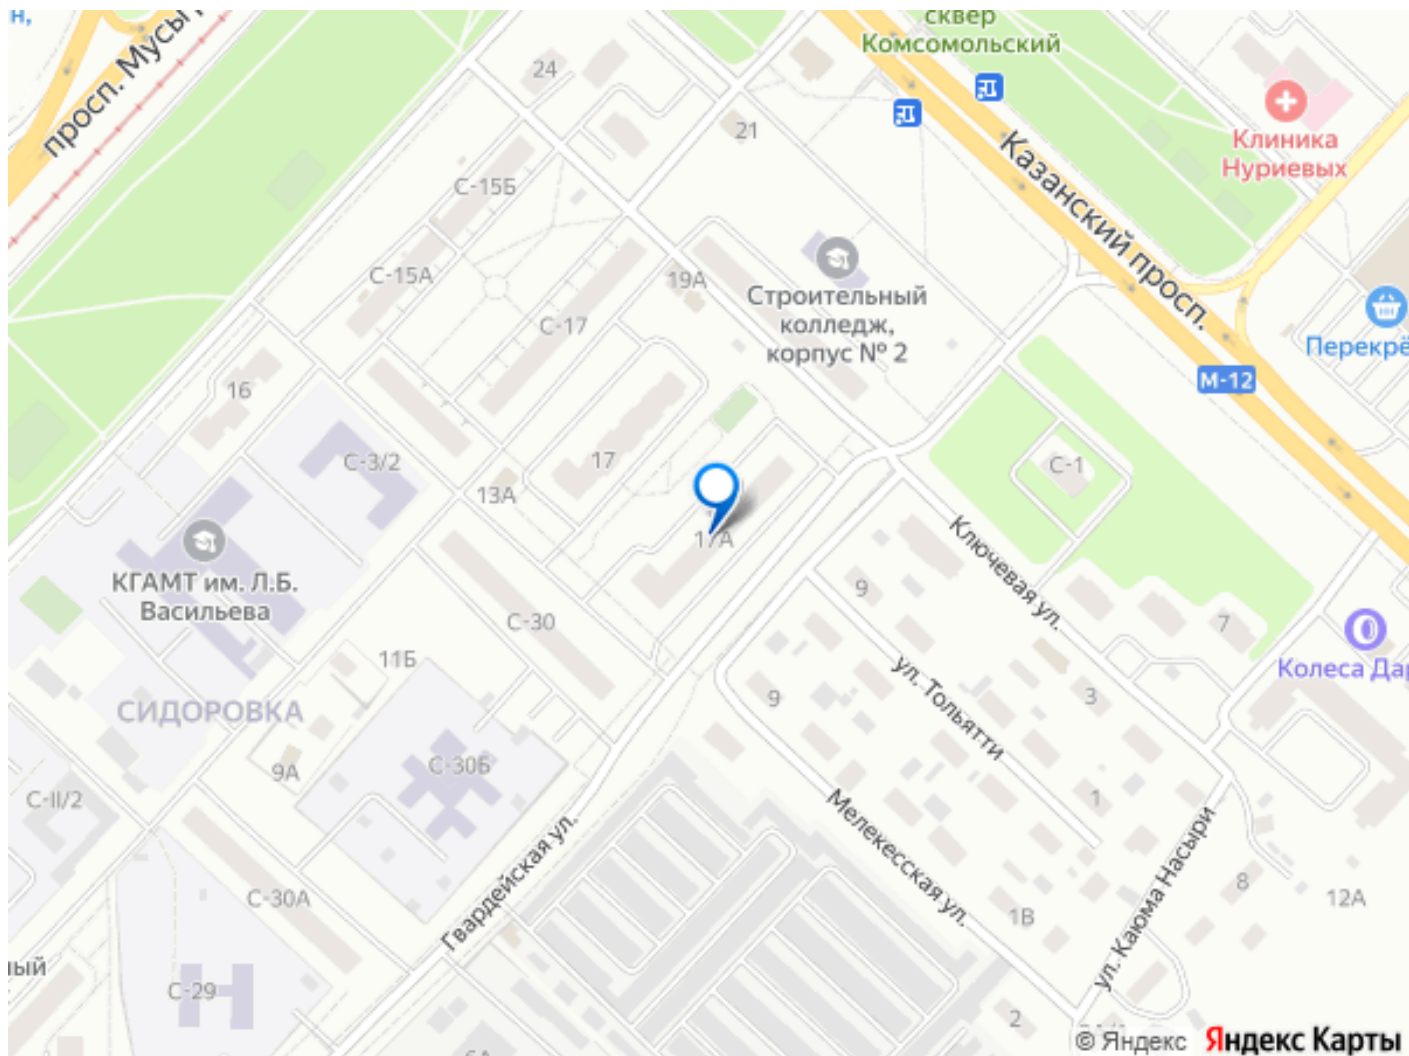 н,
просп. Мусы
сквер
Комсомольский
24
21
Клиника
Нуриевых
Казанский просп.
С-15Б
С-15А
19А
С-17
Строительный
колледж,
корпус № 2
Перекрё
М-12
16
С-3/2
17
13А
С-1
17А
КГАМТ им. Л.Б.
Васильева
Ключевая ул.
9
7
С-30
11Б
Колеса Дар
ул. Тольятти
СИДОРОВКА
9
3
9А
С-30Б
С-II/2
1
Мелекесская ул.
Гвардейская ул.
ул. Каюма Насыри
8
12А
С-30А
1В
ный
С-29
2
© Яндекс
Яндекс Карты